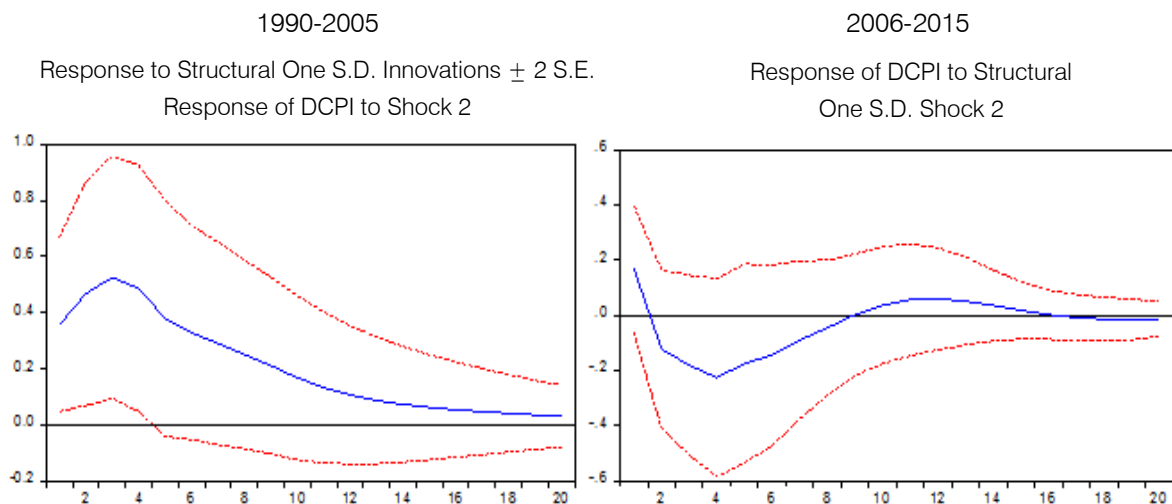 1990-2005
Response to Structural One S.D. Innovations ± 2 S.E.
Response of DCPI to Shock 2
1.0
0.8
0.6
0.4
0.2
0.0
-0.2
2 4 6 8 10 12 14 16 18 20
2006-2015
Response of DCPI to Structural
One S.D. Shock 2
.6
.4
.2
.0
-.2
-.4
-.6
2 4 6 8 10 12 14 16 18 20